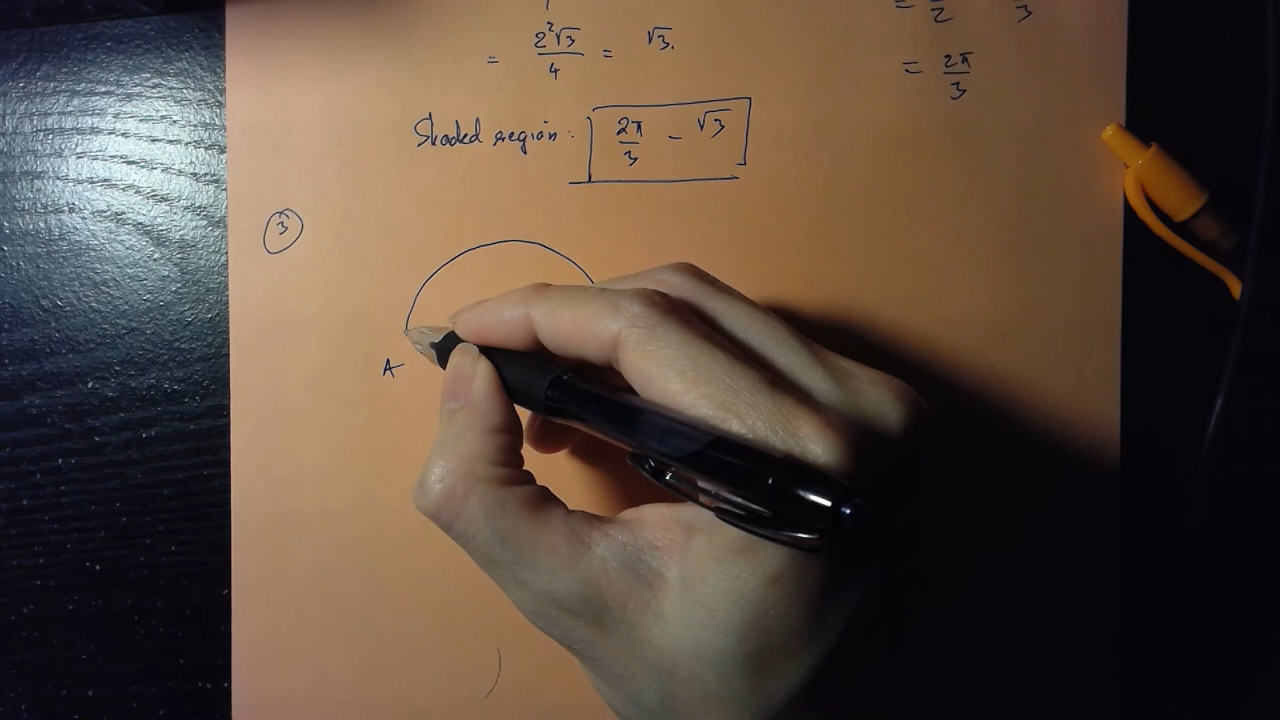 = 2²√3/4 = √3.
= 2π/3
Shaded region: 2π/3 - √3
3
A